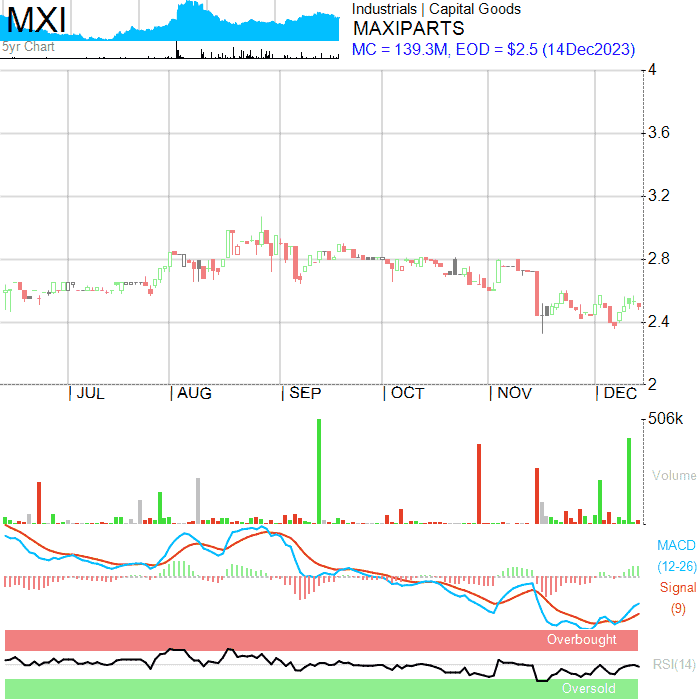 MXI
5yr Chart
Industrials | Capital Goods
MAXIPARTS
MC = 139.3M, EOD = $2.5 (14Dec2023)
4
3.6
3.2
2.8
2.4
2
| JUL | AUG | SEP | OCT | NOV | DEC
506k
Volume
MACD
(12-26)
Signal
(9)
Overbought
RSI(14)
Oversold